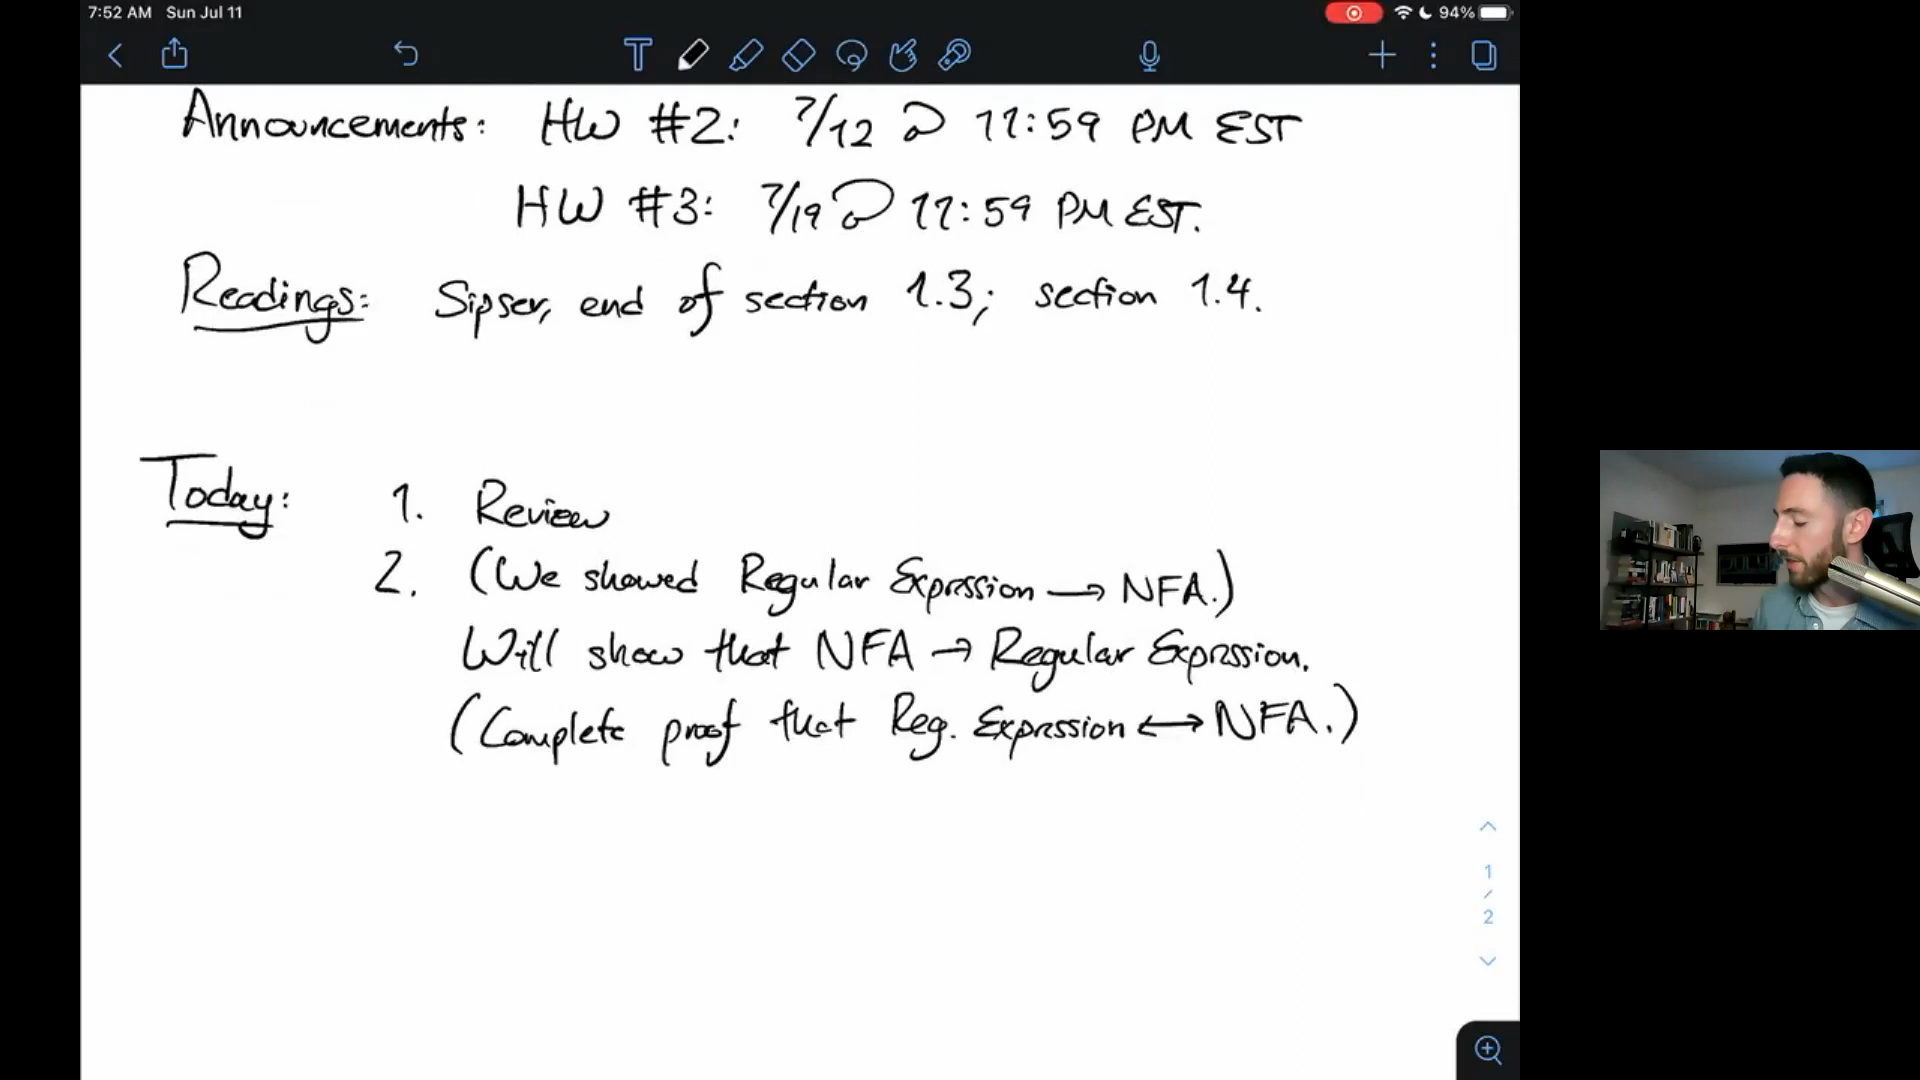 7:52 AM Sun Jul 11
94%
Announcements: HW #2: 7/12 @ 11:59 PM EST
HW #3: 7/19 @ 11:59 PM EST.
Readings: Sipser, end of section 1.3; section 1.4.
Today: 1. Review
2. (We showed Regular Expression → NFA.)
Will show that NFA → Regular Expression.
(Complete proof that Reg. Expression ↔ NFA.)
1
/
2